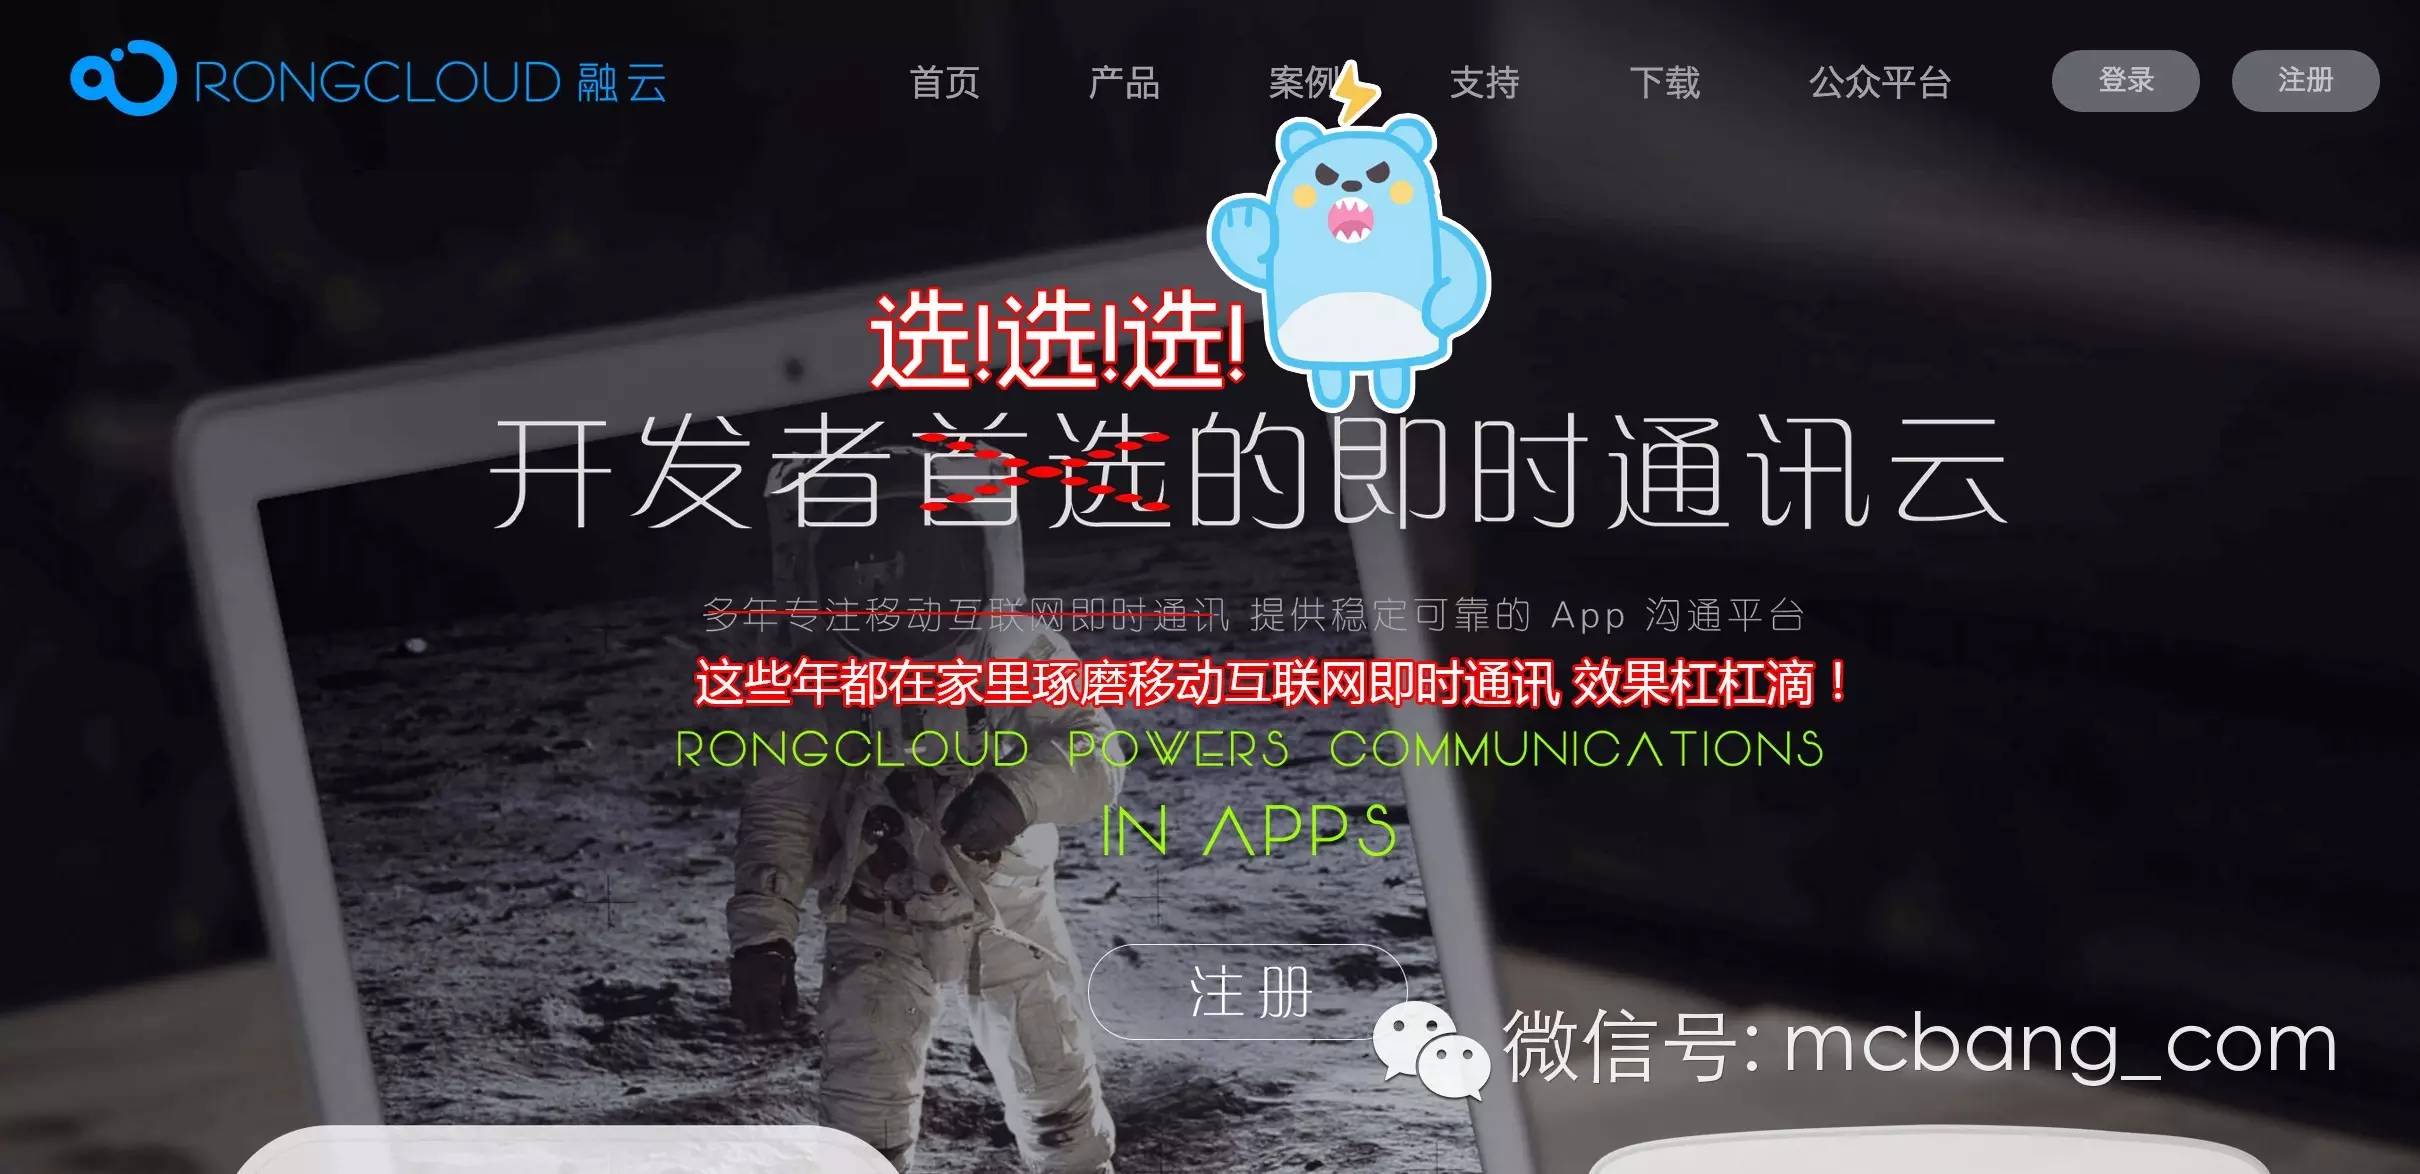 RONGCLOUD 融云
首页 产品 案例 支持 下载 公众平台 登录 注册
选!选!选!
开发者首选的即时通讯云
多年专注移动互联网即时通讯 提供稳定可靠的 App 沟通平台
这些年都在家里琢磨移动互联网即时通讯 效果杠杠滴！
RONGCLOUD POWERS COMMUNICATIONS
IN APPS
注册
微信号: mcbang_com